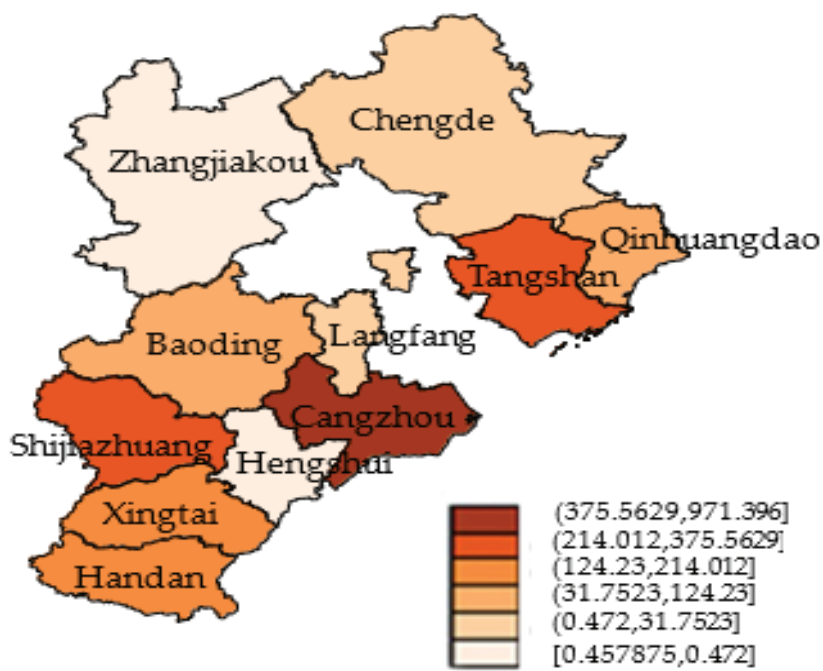 Chengde
Zhangjiakou
Qinhuangdao
Tangshan
Langfang
Baoding
Cangzhou
Shijiazhuang
Hengshui
Xingtai
Handan
(375.5629,971.396]
(214.012,375.5629]
(124.23,214.012]
(31.7523,124.23]
(0.472,31.7523]
[0.457875,0.472]